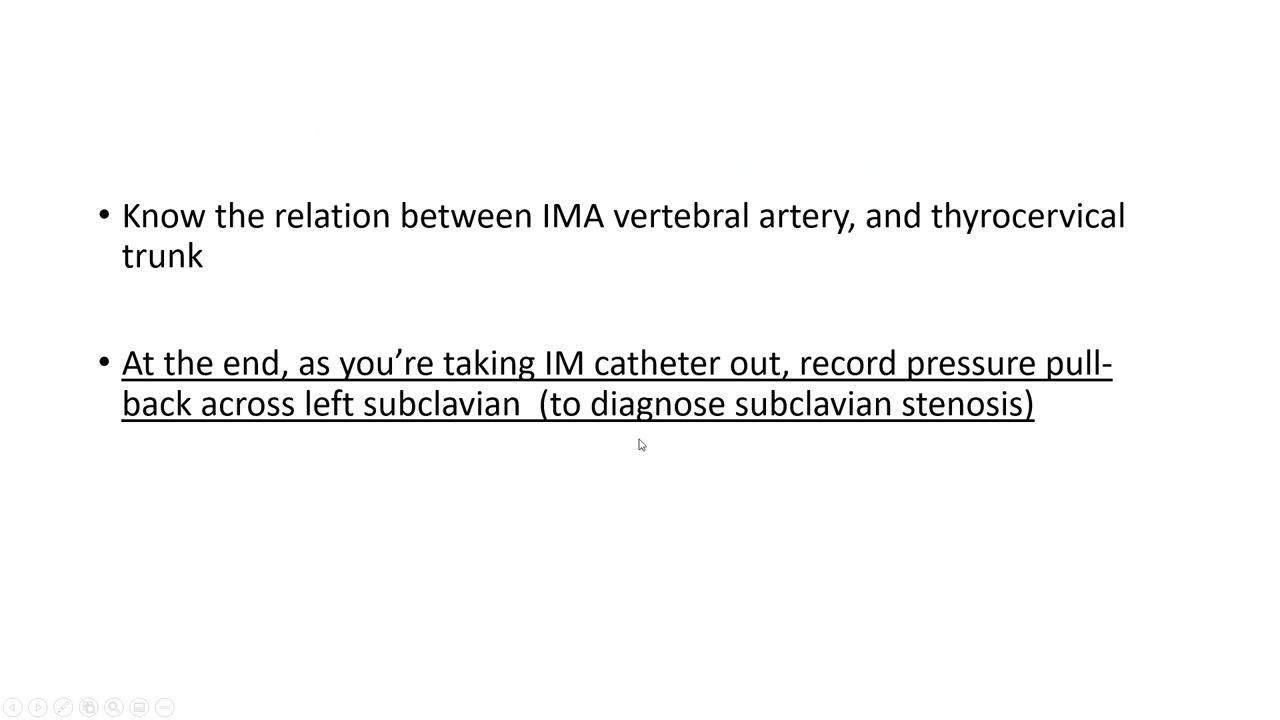 • Know the relation between IMA vertebral artery, and thyrocervical
trunk
• At the end, as you’re taking IM catheter out, record pressure pull-
back across left subclavian  (to diagnose subclavian stenosis)